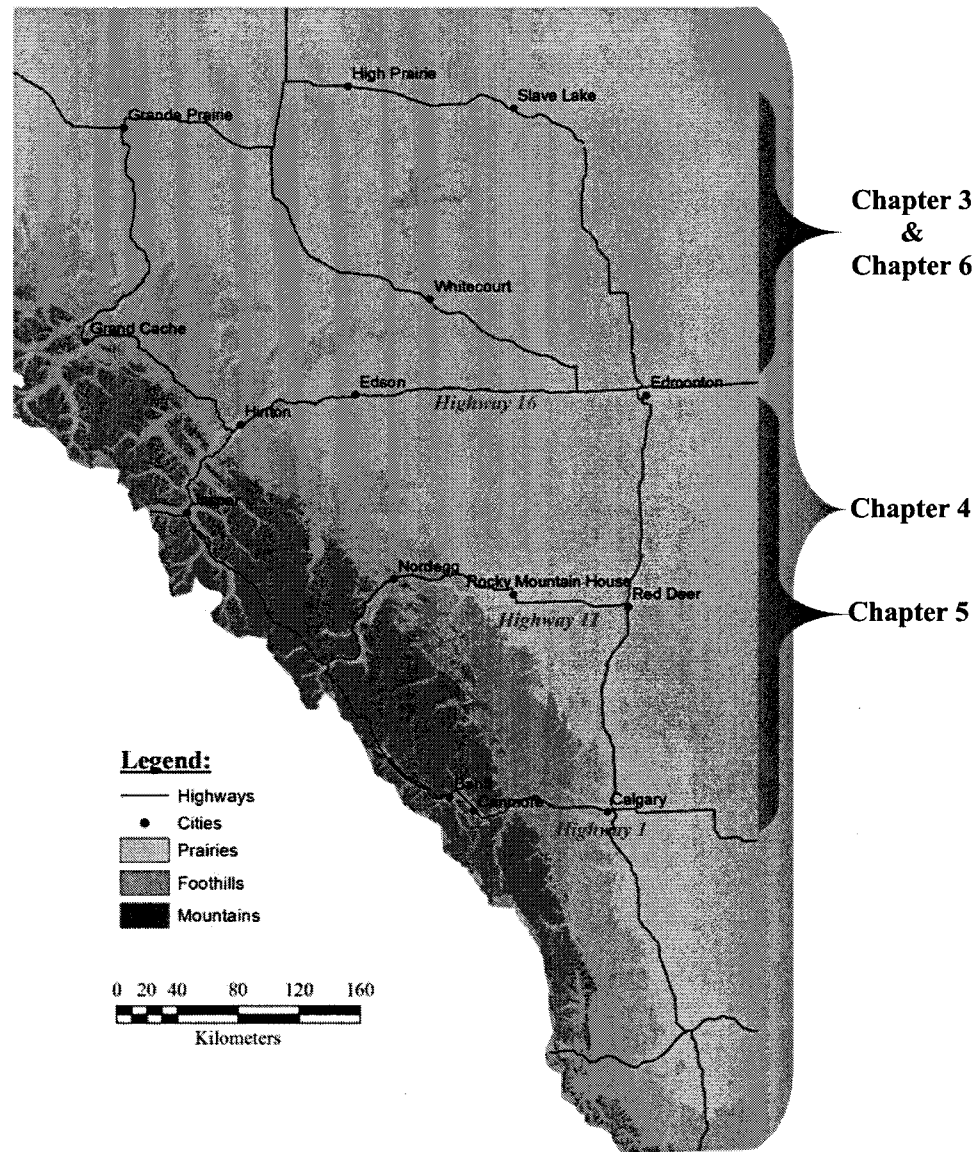 High Prairie
Slave Lake
Grande Prairie
Chapter 3
&
Chapter 6
Whitecourt
Grand Cache
Edson
Edmonton
Highway 16
Hinton
Chapter 4
Nordegg
Rocky Mountain House
Red Deer
Highway 11
Chapter 5
Legend:
Highways
Cities
Prairies
Foothills
Mountains
Banff
Canmore
Calgary
Highway 1
0 20 40 80 120 160
Kilometers